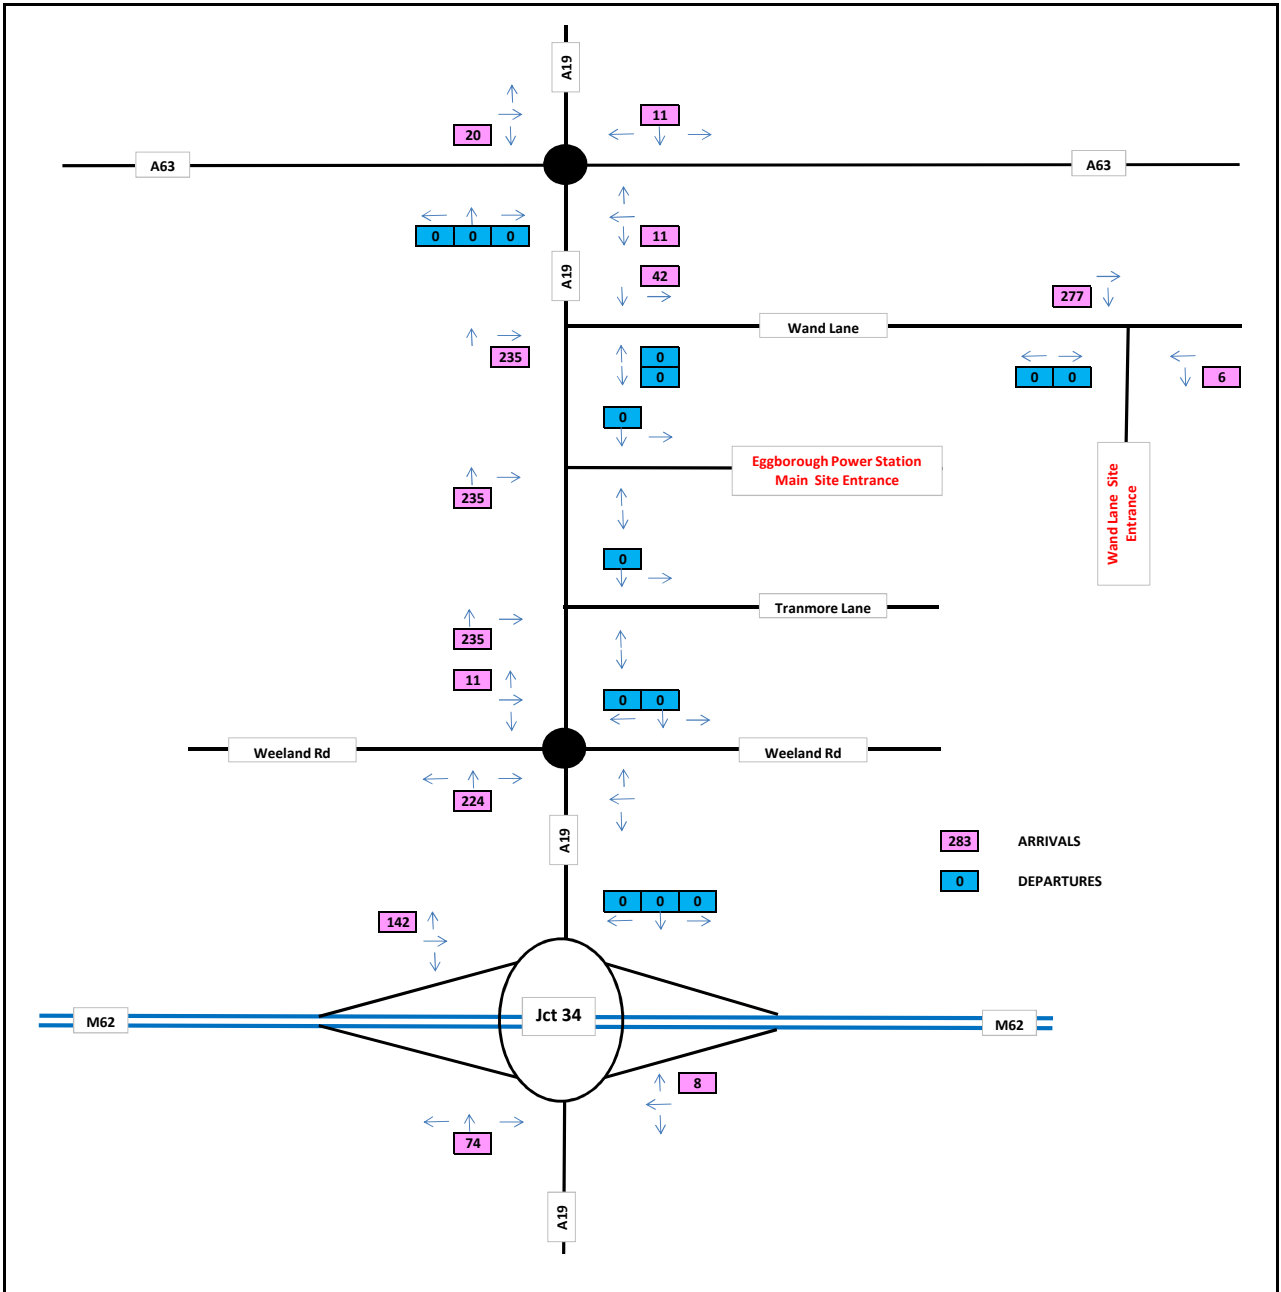 A19
11
20
A63
A63
0 0 0
11
A19
42
277
Wand Lane
235
0
0
0 0
6
0
Eggborough Power Station
Main Site Entrance
235
Wand Lane Site
Entrance
0
Tranmore Lane
235
11
0 0
Weeland Rd
Weeland Rd
224
A19
283 ARRIVALS
0 DEPARTURES
0 0 0
142
Jct 34
M62
M62
8
74
A19